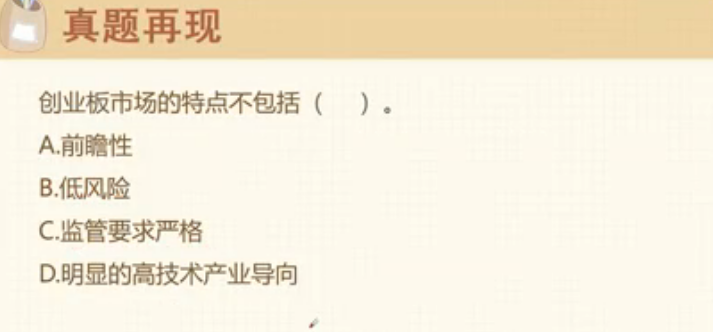 真题再现
创业板市场的特点不包括（　）。
A.前瞻性
B.低风险
C.监管要求严格
D.明显的高技术产业导向